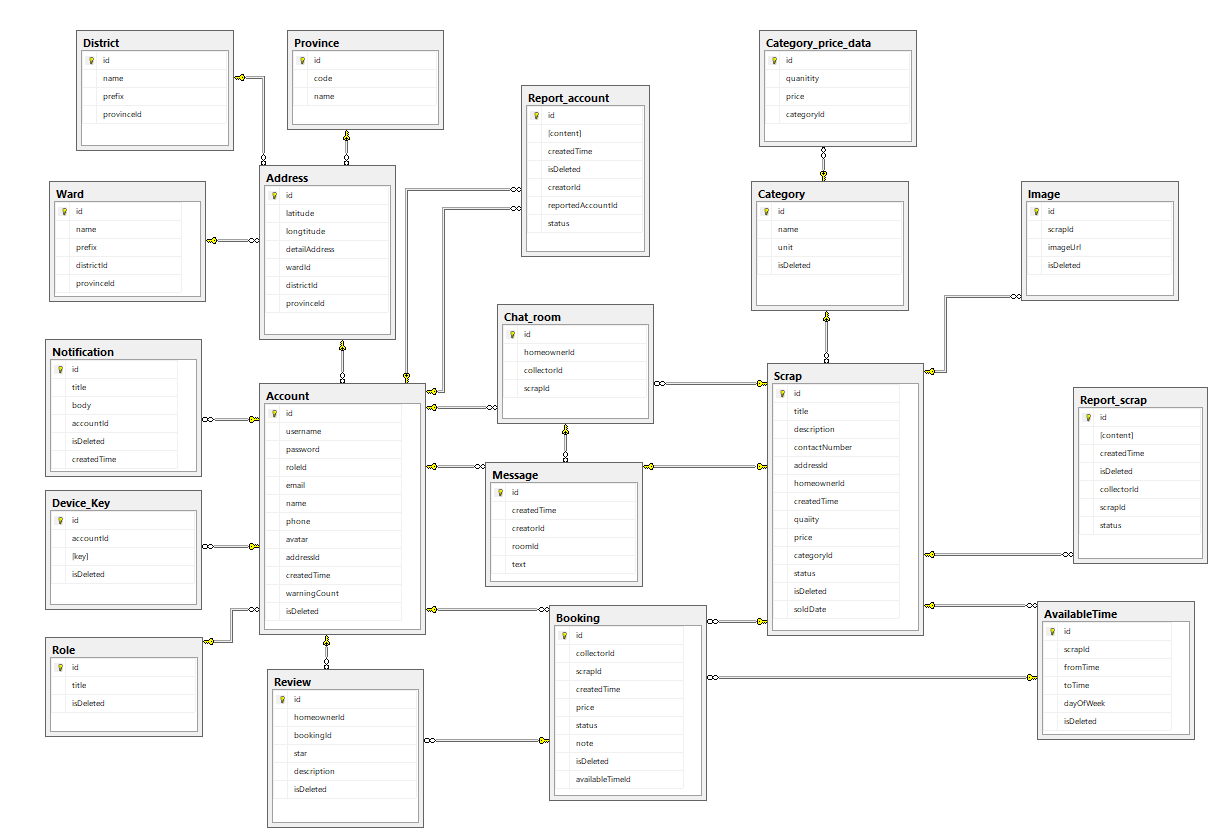 District
id
name
prefix
provinceId
Province
id
code
name
Category_price_data
id
quanitity
price
categoryId
Report_account
id
[content]
createdTime
isDeleted
creatorId
reportedAccountId
status
Address
id
latitude
longtitude
detailAddress
wardId
districtId
provinceId
Ward
id
name
prefix
districtId
provinceId
Category
id
name
unit
isDeleted
Image
id
scrapId
imageUrl
isDeleted
Chat_room
id
homeownerId
collectorId
scrapId
Notification
id
title
body
accountId
isDeleted
createdTime
Account
id
username
password
roleId
email
name
phone
avatar
addressId
createdTime
warningCount
isDeleted
Scrap
id
title
description
contactNumber
addressId
homeownerId
createdTime
quality
price
categoryId
status
isDeleted
soldDate
Report_scrap
id
[content]
createdTime
isDeleted
collectorId
scrapId
status
Message
id
createdTime
creatorId
roomId
text
Device_Key
id
accountId
[key]
isDeleted
Booking
id
collectorId
scrapId
createdTime
price
status
note
isDeleted
availableTimeId
AvailableTime
id
scrapId
fromTime
toTime
dayOfWeek
isDeleted
Role
id
title
isDeleted
Review
id
homeownerId
bookingId
star
description
isDeleted